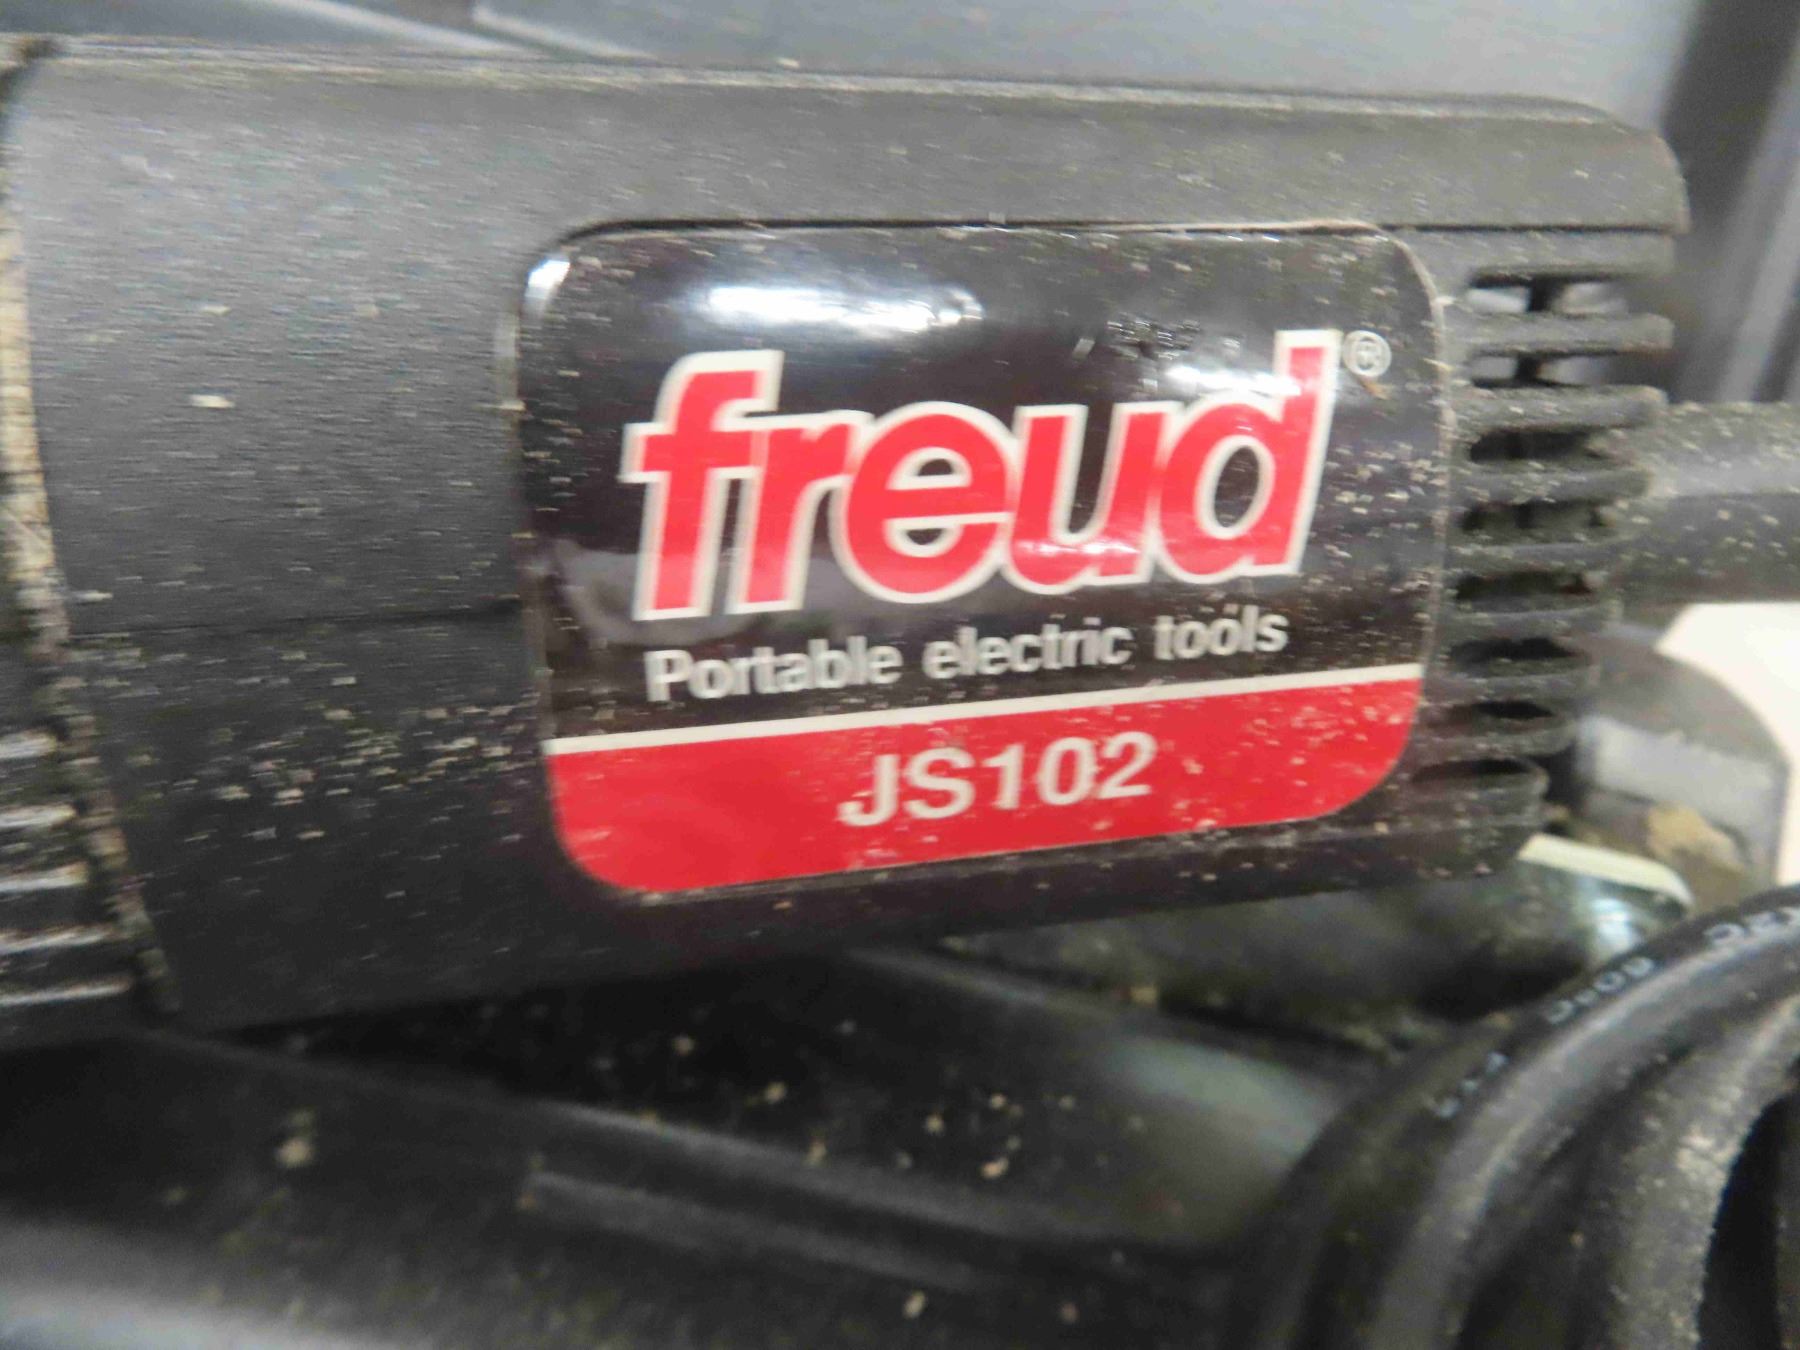 freud®
Portable electric tools
JS102